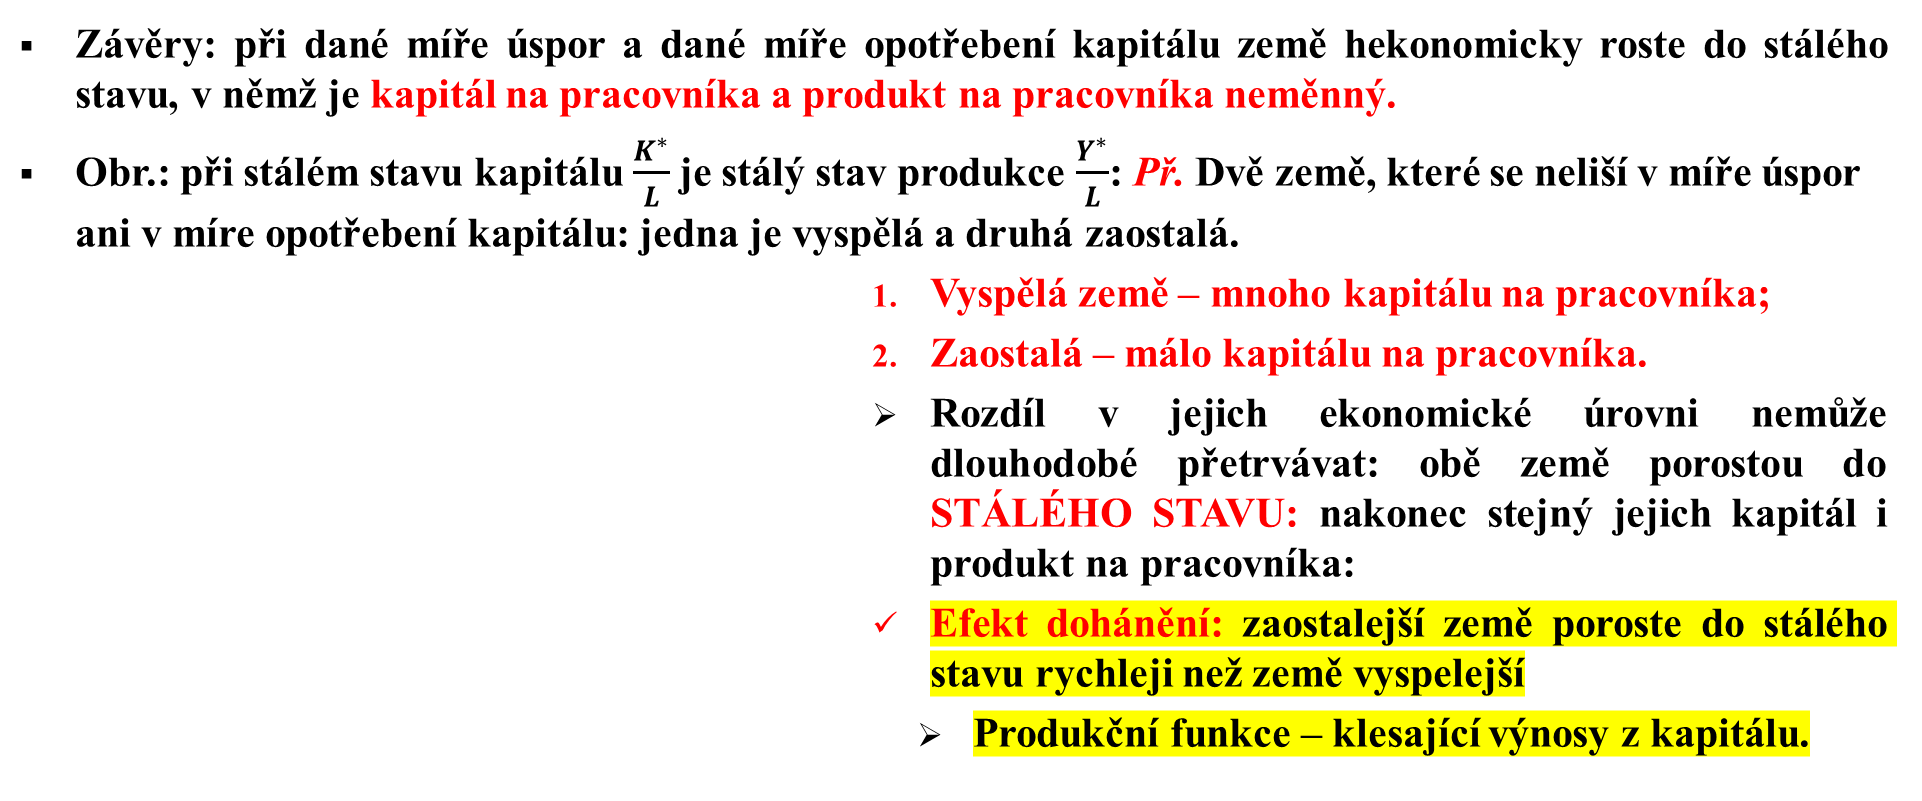 ▪ Závěry: při dané míře úspor a dané míře opotřebení kapitálu země hekonomicky roste do stálého
stavu, v němž je kapitál na pracovníka a produkt na pracovníka neměnný.
▪ Obr.: při stálém stavu kapitálu K*/L je stálý stav produkce Y*/L: Př. Dvě země, které se neliší v míře úspor
ani v míre opotřebení kapitálu: jedna je vyspělá a druhá zaostalá.
1. Vyspělá země – mnoho kapitálu na pracovníka;
2. Zaostalá – málo kapitálu na pracovníka.
➢ Rozdíl v jejich ekonomické úrovni nemůže
dlouhodobé přetrvávat: obě země porostou do
STÁLÉHO STAVU: nakonec stejný jejich kapitál i
produkt na pracovníka:
✓ Efekt dohánění: zaostalejší země poroste do stálého
stavu rychleji než země vyspelejší
➢ Produkční funkce – klesající výnosy z kapitálu.